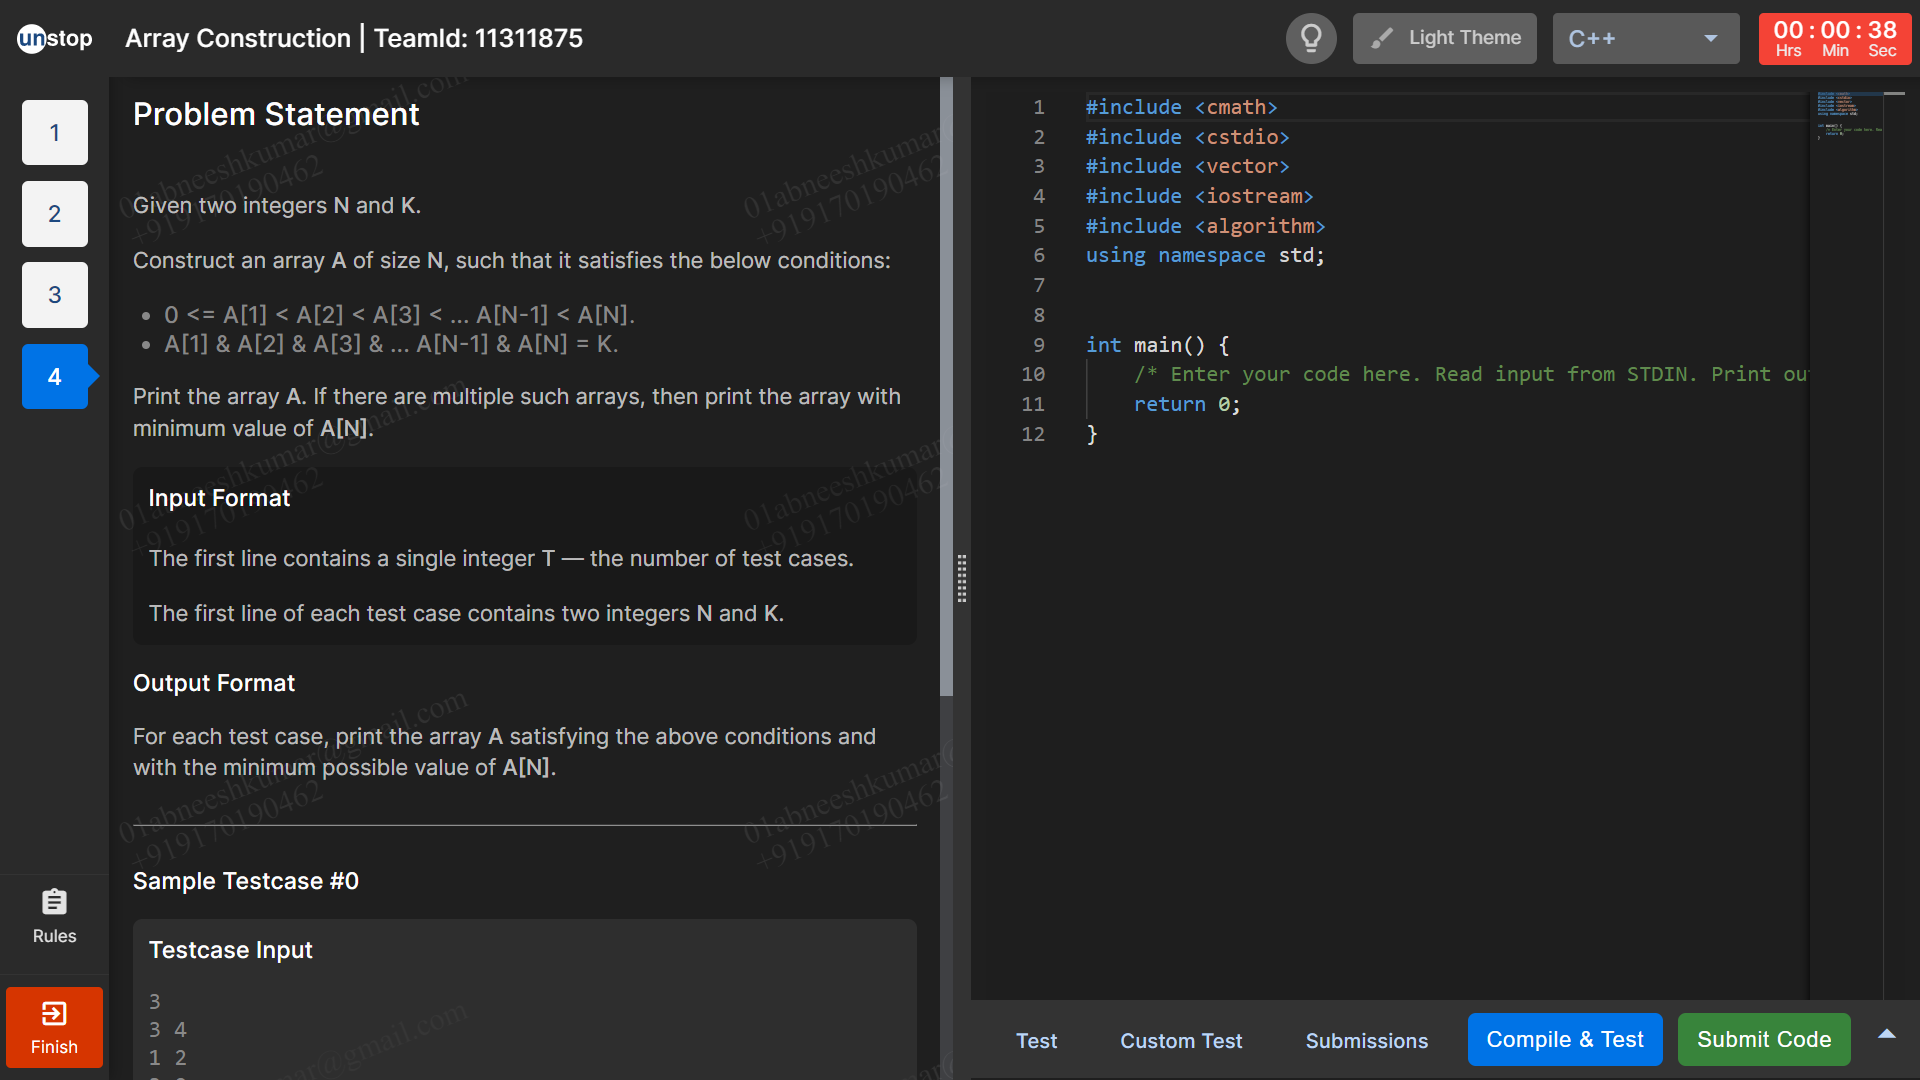 unstop
Array Construction | TeamId: 11311875
Light Theme
C++
00 : 00 : 38
Hrs Min Sec
1
2
3
4
Rules
Finish
Problem Statement
Given two integers N and K.
Construct an array A of size N, such that it satisfies the below conditions:
• 0 <= A[1] < A[2] < A[3] < ... A[N-1] < A[N].
• A[1] & A[2] & A[3] & ... A[N-1] & A[N] = K.
Print the array A. If there are multiple such arrays, then print the array with
minimum value of A[N].
Input Format
The first line contains a single integer T — the number of test cases.
The first line of each test case contains two integers N and K.
Output Format
For each test case, print the array A satisfying the above conditions and
with the minimum possible value of A[N].
Sample Testcase #0
Testcase Input
3
3 4
1 2
1 #include <cmath>
2 #include <cstdio>
3 #include <vector>
4 #include <iostream>
5 #include <algorithm>
6 using namespace std;
7
8
9 int main() {
10 /* Enter your code here. Read input from STDIN. Print ou
11 return 0;
12 }
Test
Custom Test
Submissions
Compile & Test
Submit Code
01abneeshkumar@gmail.com
+919170190462